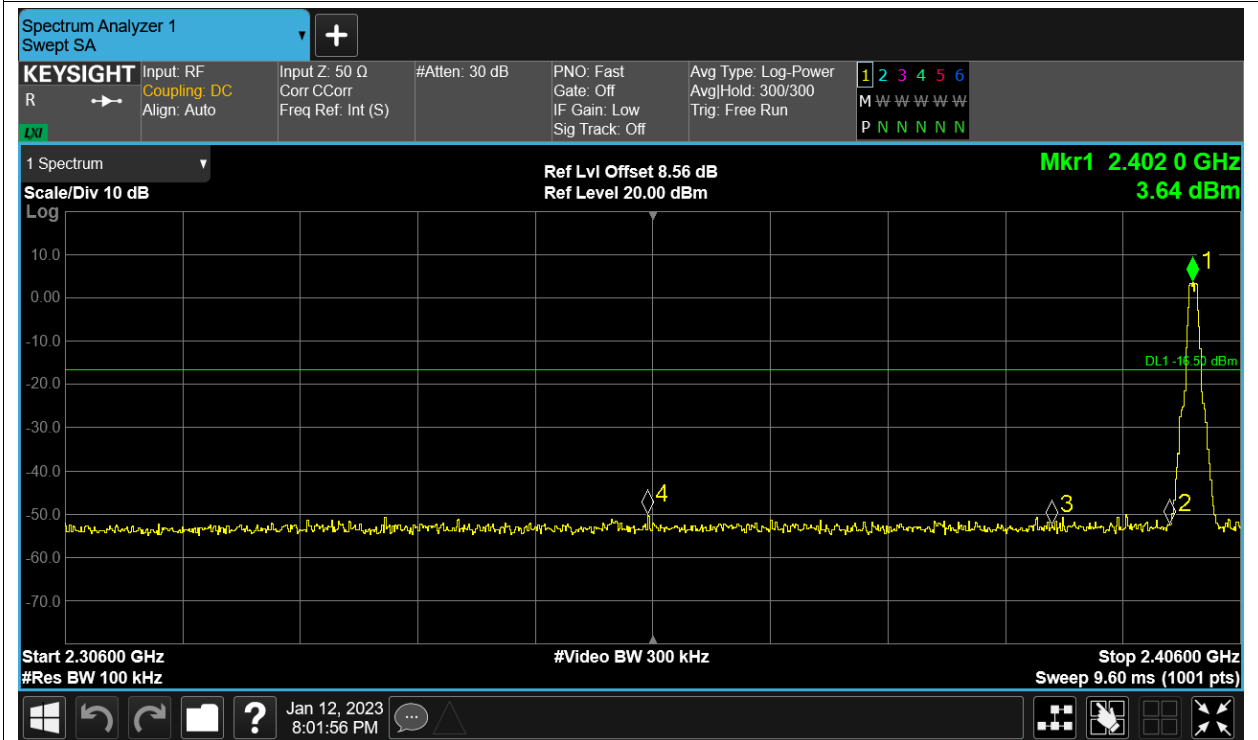 Spectrum Analyzer 1
Swept SA
KEYSIGHT
R
LXI
Input: RF
Coupling: DC
Align: Auto
Input Z: 50 Ω
Corr CCorr
Freq Ref: Int (S)
#Atten: 30 dB
PNO: Fast
Gate: Off
IF Gain: Low
Sig Track: Off
Avg Type: Log-Power
Avg|Hold: 300/300
Trig: Free Run
1 2 3 4 5 6
M W W W W W
P N N N N N
1 Spectrum
Scale/Div 10 dB
Log
Ref Lvl Offset 8.56 dB
Ref Level 20.00 dBm
Mkr1 2.402 0 GHz
3.64 dBm
10.0
0.00
-10.0
-20.0
-30.0
-40.0
-50.0
-60.0
-70.0
1
DL1 -16.50 dBm
4
3
2
Start 2.30600 GHz
#Res BW 100 kHz
#Video BW 300 kHz
Stop 2.40600 GHz
Sweep 9.60 ms (1001 pts)
?
Jan 12, 2023
8:01:56 PM